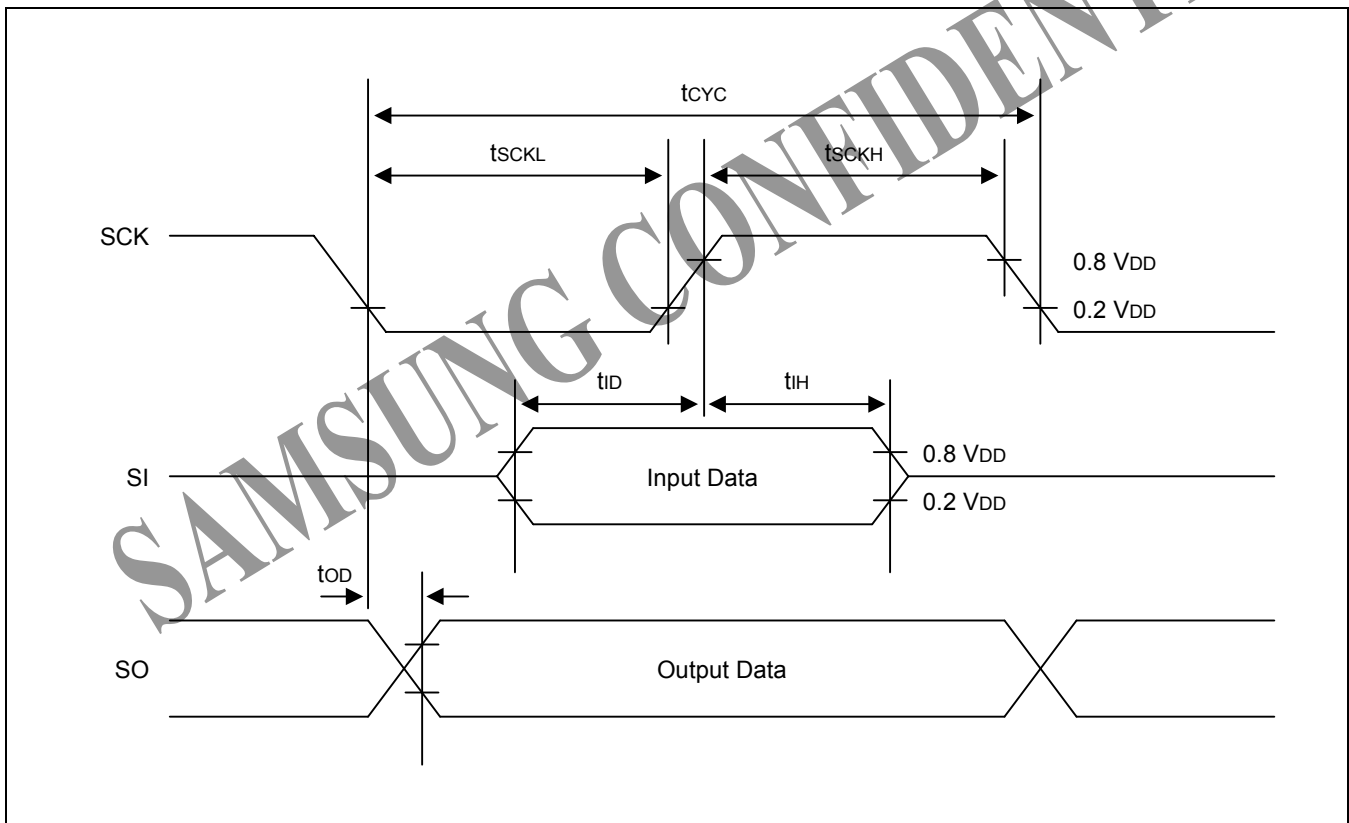 tCYC
tSCKL
tSCKH
SCK
0.8 VDD
0.2 VDD
tID
tIH
SI
Input Data
0.8 VDD
0.2 VDD
tOD
SO
Output Data
SAMSUNG